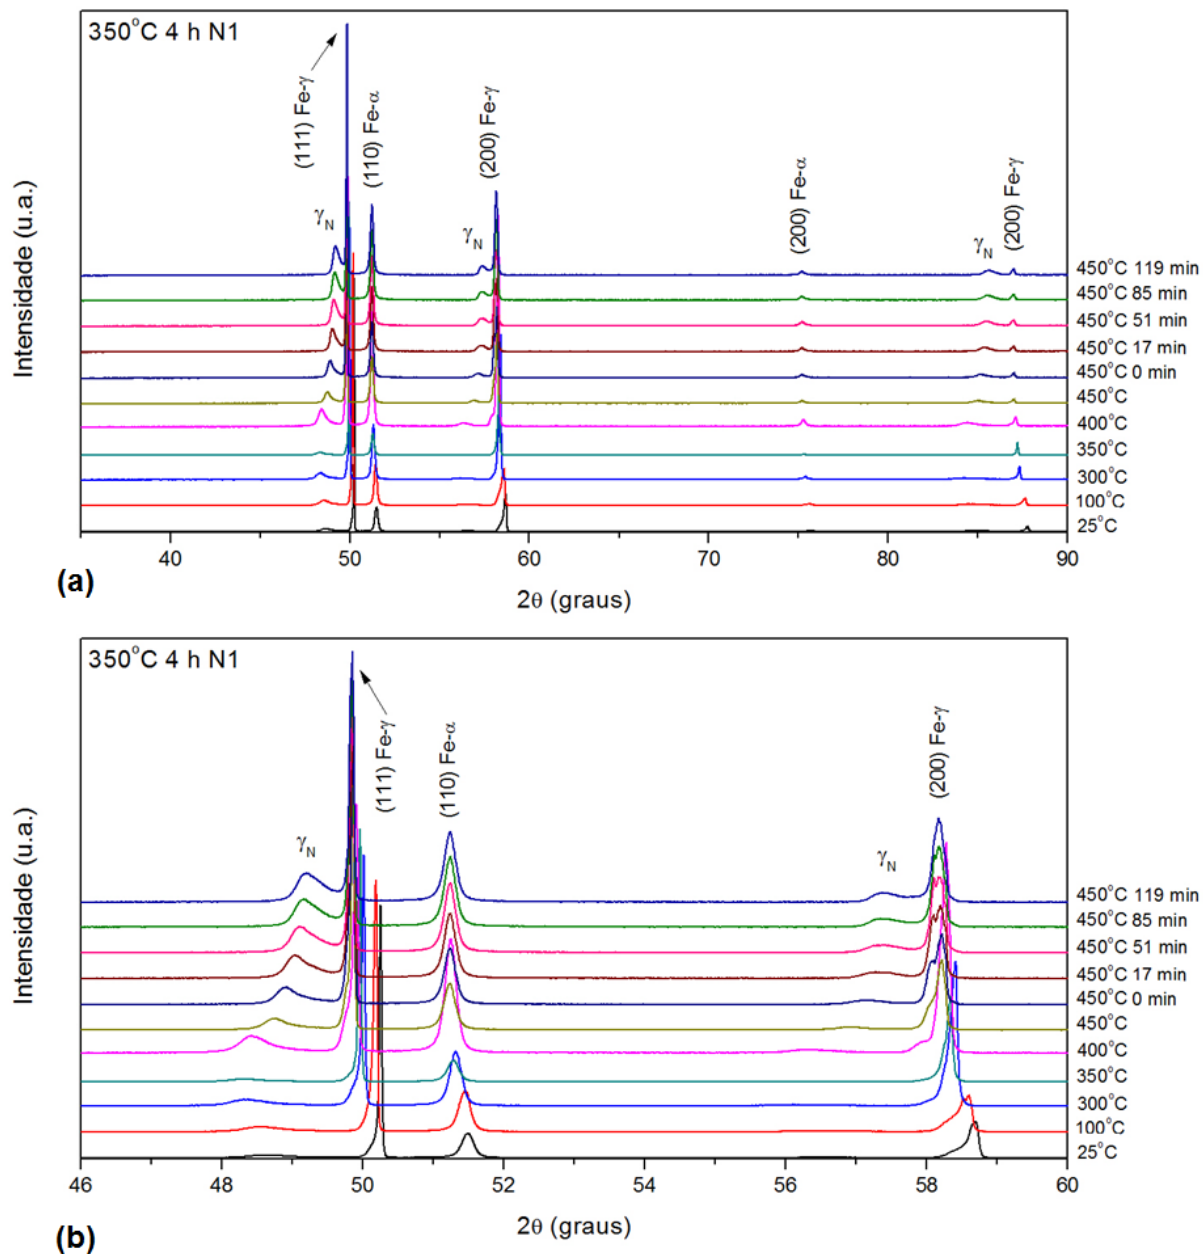 350°C 4 h N1
(111) Fe-γ
(110) Fe-α
(200) Fe-γ
(200) Fe-α
(200) Fe-γ
γN
γN
γN
450°C 119 min
450°C 85 min
450°C 51 min
450°C 17 min
450°C 0 min
450°C
400°C
350°C
300°C
100°C
25°C
Intensidade (u.a.)
40 50 60 70 80 90
2θ (graus)
(a)
350°C 4 h N1
(111) Fe-γ
(110) Fe-α
(200) Fe-γ
γN
γN
450°C 119 min
450°C 85 min
450°C 51 min
450°C 17 min
450°C 0 min
450°C
400°C
350°C
300°C
100°C
25°C
Intensidade (u.a.)
46 48 50 52 54 56 58 60
2θ (graus)
(b)